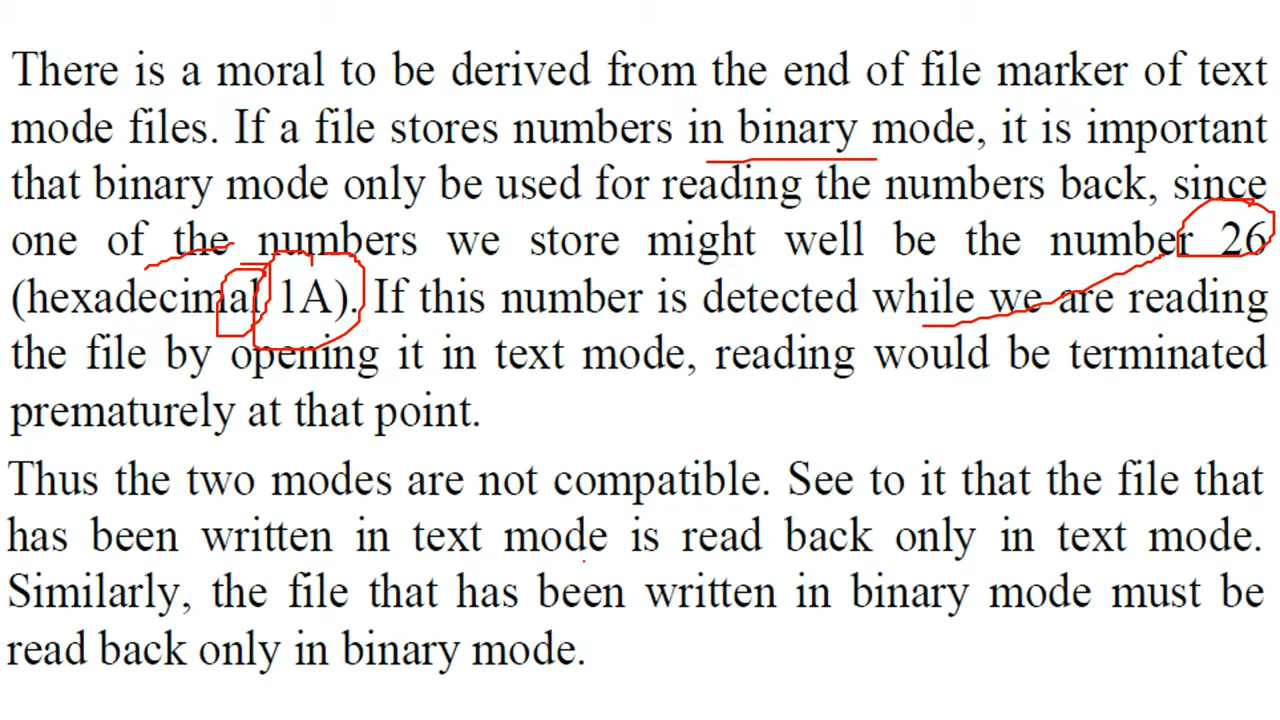 There is a moral to be derived from the end of file marker of text
mode files. If a file stores numbers in binary mode, it is important
that binary mode only be used for reading the numbers back, since
one of the numbers we store might well be the number 26
(hexadecimal 1A). If this number is detected while we are reading
the file by opening it in text mode, reading would be terminated
prematurely at that point.
Thus the two modes are not compatible. See to it that the file that
has been written in text mode is read back only in text mode.
Similarly, the file that has been written in binary mode must be
read back only in binary mode.